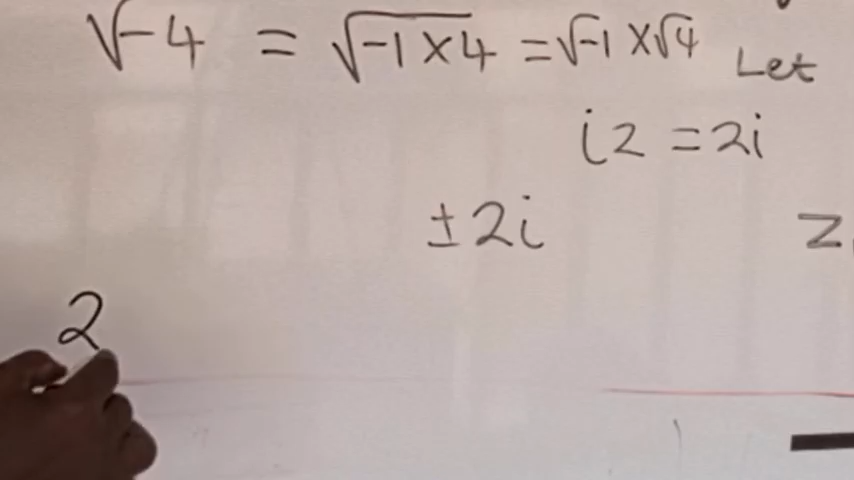 √-4 = √-1×4 = √-1 × √4 Let
i2 = 2i
±2i z
2